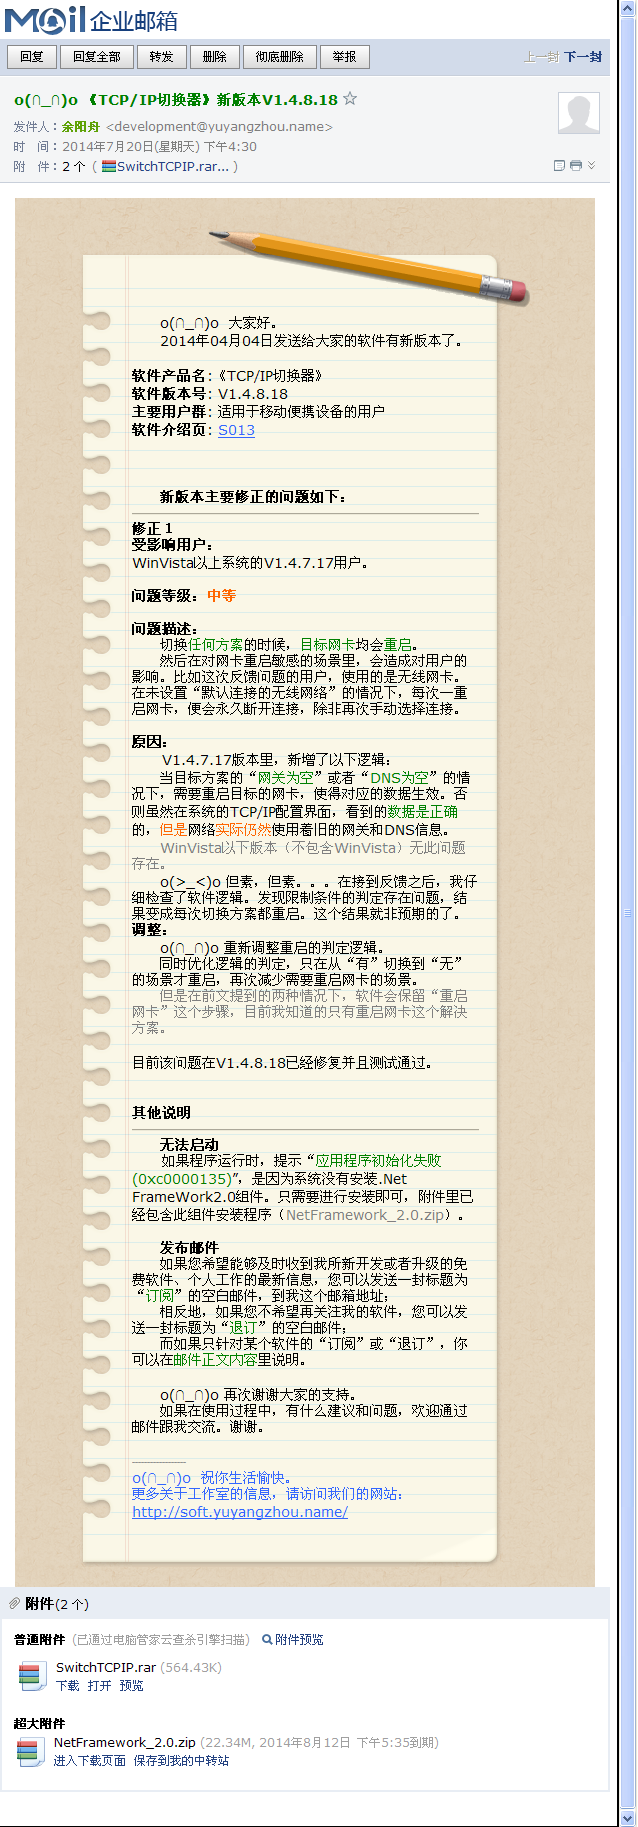 Mail 企业邮箱
回复 回复全部 转发 删除 彻底删除 举报 上一封 下一封
o(∩_∩)o 《TCP/IP切换器》新版本V1.4.8.18 ☆
发件人：余阳舟 <development@yuyangzhou.name>
时 间：2014年7月20日(星期天) 下午4:30
附 件：2 个 ( SwitchTCPIP.rar... )
o(∩_∩)o 大家好。
2014年04月04日发送给大家的软件有新版本了。
软件产品名：《TCP/IP切换器》
软件版本号：V1.4.8.18
主要用户群：适用于移动便携设备的用户
软件介绍页：S013
新版本主要修正的问题如下：
修正 1
受影响用户：
WinVista以上系统的V1.4.7.17用户。
问题等级：中等
问题描述：
切换任何方案的时候，目标网卡均会重启。
然后在对网卡重启敏感的场景里，会造成对用户的
影响。比如这次反馈问题的用户，使用的是无线网卡。
在未设置“默认连接的无线网络”的情况下，每次一重
启网卡，便会永久断开连接，除非再次手动选择连接。
原因：
V1.4.7.17版本里，新增了以下逻辑：
当目标方案的“网关为空”或者“DNS为空”的情
况下，需要重启目标的网卡，使得对应的数据生效。否
则虽然在系统的TCP/IP配置界面，看到的数据是正确
的，但是网络实际仍然使用着旧的网关和DNS信息。
WinVista以下版本（不包含WinVista）无此问题
存在。
o(>_<)o 但素，但素。。。在接到反馈之后，我仔
细检查了软件逻辑。发现限制条件的判定存在问题，结
果变成每次切换方案都重启。这个结果就非预期的了。
调整：
o(∩_∩)o 重新调整重启的判定逻辑。
同时优化逻辑的判定，只在从“有”切换到“无”
的场景才重启，再次减少需要重启网卡的场景。
但是在前文提到的两种情况下，软件会保留“重启
网卡”这个步骤，目前我知道的只有重启网卡这个解决
方案。
目前该问题在V1.4.8.18已经修复并且测试通过。
其他说明
无法启动
如果程序运行时，提示“应用程序初始化失败
(0xc0000135)”，是因为系统没有安装.Net
FrameWork2.0组件。只需要进行安装即可，附件里已
经包含此组件安装程序（NetFramework_2.0.zip）。
发布邮件
如果您希望能够及时收到我所新开发或者升级的免
费软件、个人工作的最新信息，您可以发送一封标题为
“订阅”的空白邮件，到我这个邮箱地址；
相反地，如果您不希望再关注我的软件，您可以发
送一封标题为“退订”的空白邮件；
而如果只针对某个软件的“订阅”或“退订”，你
可以在邮件正文内容里说明。
o(∩_∩)o 再次谢谢大家的支持。
如果在使用过程中，有什么建议和问题，欢迎通过
邮件跟我交流。谢谢。
o(∩_∩)o 祝你生活愉快。
更多关于工作室的信息，请访问我们的网站：
http://soft.yuyangzhou.name/
附件(2 个)
普通附件 (已通过电脑管家云查杀引擎扫描) 附件预览
SwitchTCPIP.rar (564.43K)
下载 打开 预览
超大附件
NetFramework_2.0.zip (22.34M, 2014年8月12日 下午5:35到期)
进入下载页面 保存到我的中转站